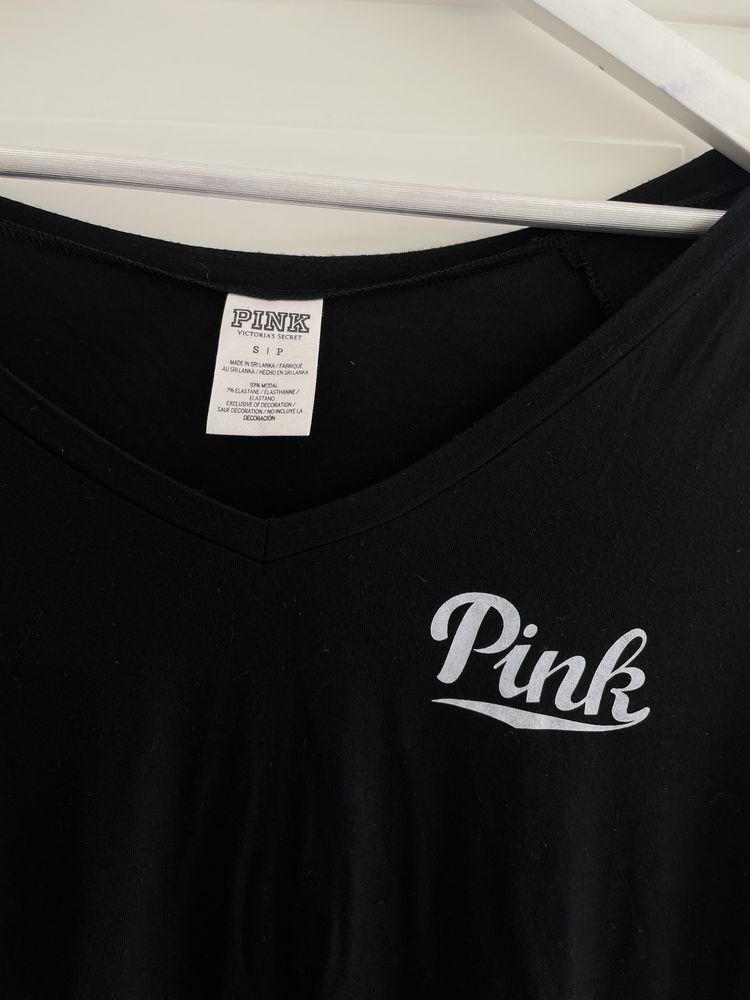 PINK
VICTORIA'S SECRET
S | P
MADE IN SRI LANKA / FABRIQUÉ
AU SRI LANKA / HECHO EN SRI LANKA
93% MODAL
7% ELASTANE / ÉLASTHANNE /
ELASTANO
EXCLUSIVE OF DECORATION /
SAUF DÉCORATION / NO INCLUYE LA
DECORACIÓN
Pink